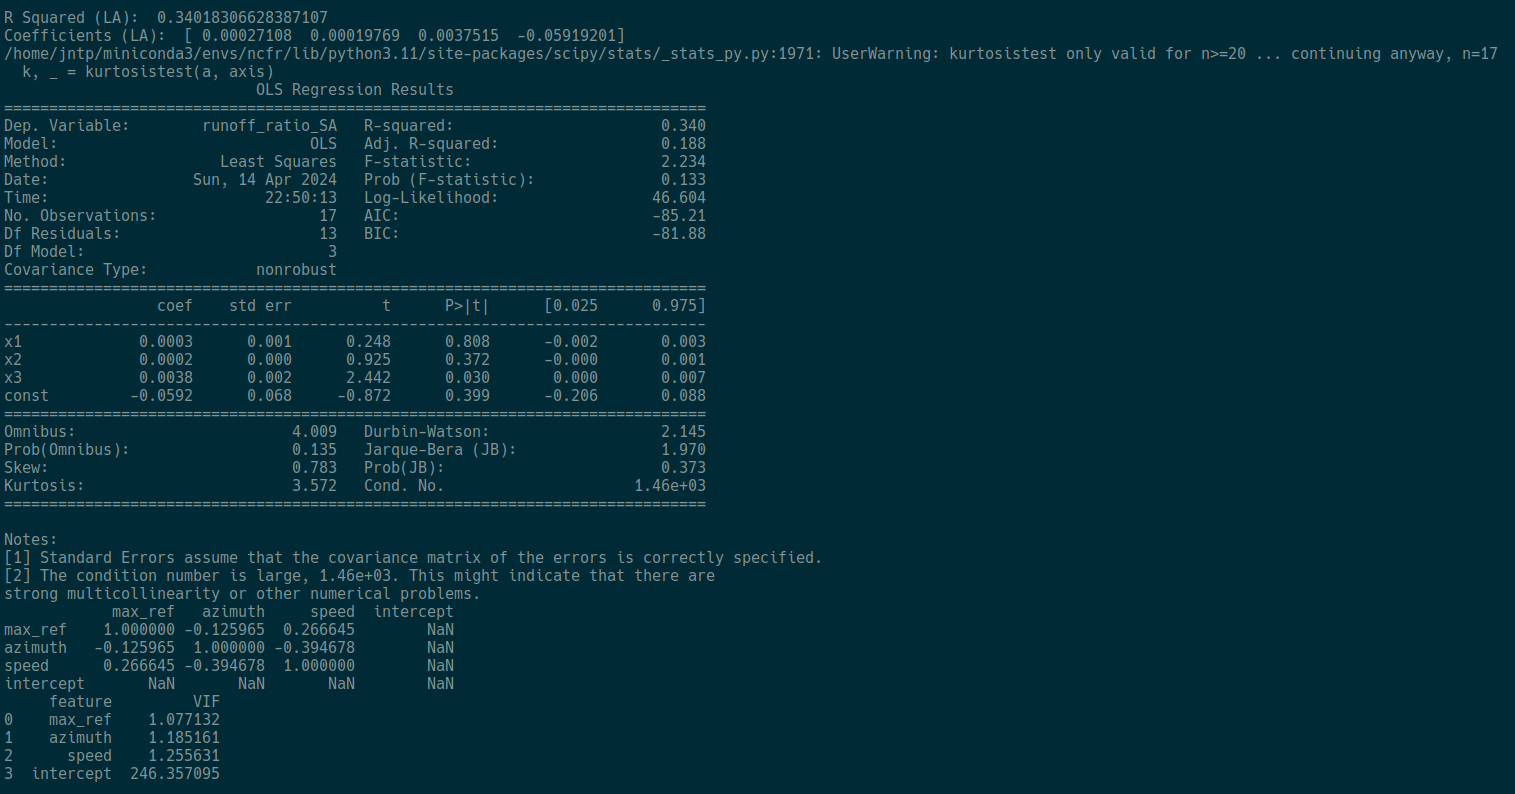 R Squared (LA):  0.34018306628387107
Coefficients (LA):  [ 0.00027108  0.00019769  0.0037515  -0.05919201]
/home/jntp/miniconda3/envs/ncfr/lib/python3.11/site-packages/scipy/stats/_stats_py.py:1971: UserWarning: kurtosistest only valid for n>=20 ... continuing anyway, n=17
  k, _ = kurtosistest(a, axis)
                            OLS Regression Results
==============================================================================
Dep. Variable:        runoff_ratio_SA   R-squared:                       0.340
Model:                            OLS   Adj. R-squared:                  0.188
Method:                 Least Squares   F-statistic:                     2.234
Date:                Sun, 14 Apr 2024   Prob (F-statistic):              0.133
Time:                        22:50:13   Log-Likelihood:                 46.604
No. Observations:                  17   AIC:                            -85.21
Df Residuals:                      13   BIC:                            -81.88
Df Model:                           3
Covariance Type:            nonrobust
==============================================================================
                 coef    std err          t      P>|t|      [0.025      0.975]
------------------------------------------------------------------------------
x1             0.0003      0.001      0.248      0.808      -0.002       0.003
x2             0.0002      0.000      0.925      0.372      -0.000       0.001
x3             0.0038      0.002      2.442      0.030       0.000       0.007
const         -0.0592      0.068     -0.872      0.399      -0.206       0.088
==============================================================================
Omnibus:                        4.009   Durbin-Watson:                   2.145
Prob(Omnibus):                  0.135   Jarque-Bera (JB):                1.970
Skew:                           0.783   Prob(JB):                        0.373
Kurtosis:                       3.572   Cond. No.                     1.46e+03
==============================================================================

Notes:
[1] Standard Errors assume that the covariance matrix of the errors is correctly specified.
[2] The condition number is large, 1.46e+03. This might indicate that there are
strong multicollinearity or other numerical problems.
            max_ref   azimuth     speed  intercept
max_ref    1.000000 -0.125965  0.266645        NaN
azimuth   -0.125965  1.000000 -0.394678        NaN
speed      0.266645 -0.394678  1.000000        NaN
intercept       NaN       NaN       NaN        NaN
     feature         VIF
0    max_ref    1.077132
1    azimuth    1.185161
2      speed    1.255631
3  intercept  246.357095